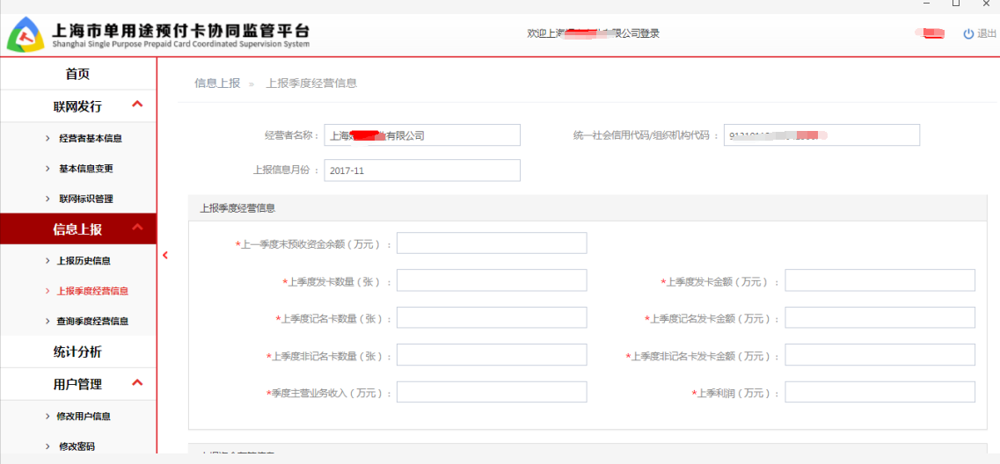 上海市单用途预付卡协同监管平台
Shanghai Single Purpose Prepaid Card Coordinated Supervision System
欢迎上海 有限公司登录
退出
首页
联网发行
经营者基本信息
基本信息变更
联网标识管理
信息上报
上报历史信息
上报季度经营信息
查询季度经营信息
统计分析
用户管理
修改用户信息
修改密码
信息上报 » 上报季度经营信息
经营者名称： 上海 有限公司
统一社会信用代码/组织机构代码：
上报信息月份： 2017-11
上报季度经营信息
*上一季度末预收资金余额（万元）：
*上季度发卡数量（张）： *上季度发卡金额（万元）：
*上季度记名卡数量（张）： *上季度记名发卡金额（万元）：
*上季度非记名卡数量（张）： *上季度非记名卡发卡金额（万元）：
*季度主营业务收入（万元）： *上季利润（万元）：